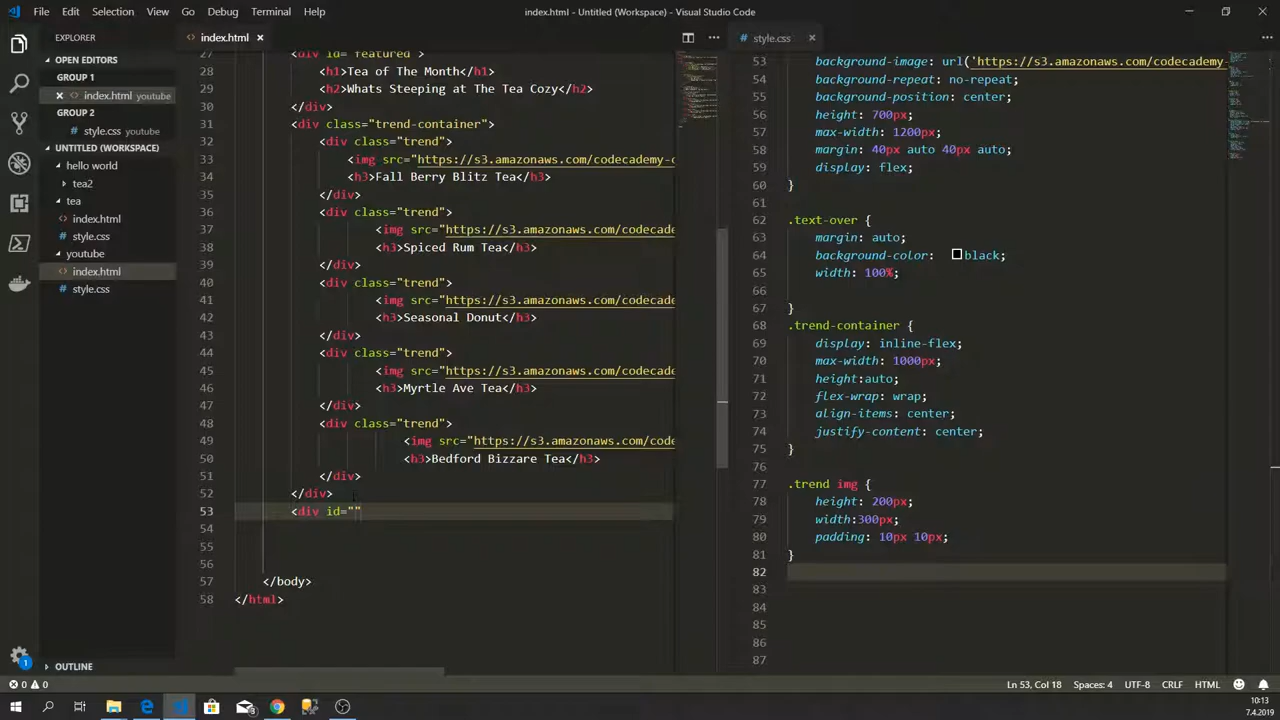 File Edit Selection View Go Debug Terminal Help
index.html - Untitled (Workspace) - Visual Studio Code
EXPLORER
OPEN EDITORS
GROUP 1
index.html youtube
GROUP 2
style.css youtube
UNTITLED (WORKSPACE)
hello world
tea2
tea
index.html
style.css
youtube
index.html
style.css
OUTLINE
index.html
27 <div id="featured">
28 <h1>Tea of The Month</h1>
29 <h2>Whats Steeping at The Tea Cozy</h2>
30 </div>
31 <div class="trend-container">
32 <div class="trend">
33 <img src="https://s3.amazonaws.com/codecademy-c
34 <h3>Fall Berry Blitz Tea</h3>
35 </div>
36 <div class="trend">
37 <img src="https://s3.amazonaws.com/codecade
38 <h3>Spiced Rum Tea</h3>
39 </div>
40 <div class="trend">
41 <img src="https://s3.amazonaws.com/codecade
42 <h3>Seasonal Donut</h3>
43 </div>
44 <div class="trend">
45 <img src="https://s3.amazonaws.com/codecade
46 <h3>Myrtle Ave Tea</h3>
47 </div>
48 <div class="trend">
49 <img src="https://s3.amazonaws.com/code
50 <h3>Bedford Bizzare Tea</h3>
51 </div>
52 </div>
53 <div id=""
54
55
56
57 </body>
58 </html>
style.css
53 background-image: url('https://s3.amazonaws.com/codecademy-
54 background-repeat: no-repeat;
55 background-position: center;
56 height: 700px;
57 max-width: 1200px;
58 margin: 40px auto 40px auto;
59 display: flex;
60 }
61
62 .text-over {
63 margin: auto;
64 background-color: black;
65 width: 100%;
66
67 }
68 .trend-container {
69 display: inline-flex;
70 max-width: 1000px;
71 height:auto;
72 flex-wrap: wrap;
73 align-items: center;
74 justify-content: center;
75 }
76
77 .trend img {
78 height: 200px;
79 width:300px;
80 padding: 10px 10px;
81 }
82
83
84
85
86
87
1
0 0
Ln 53, Col 18 Spaces: 4 UTF-8 CRLF HTML 1
10:13
7.4.2019